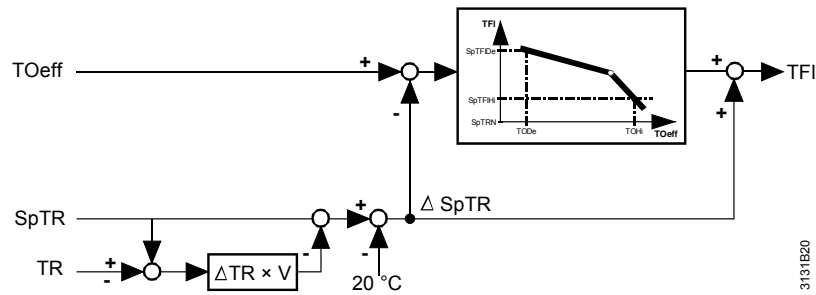 TFI
SpTFIDe
SpTFIHi
SpTRN
TODe
TOHi
TOeff
TOeff
+
-
+
+
TFI
SpTR
+
-
-
Δ SpTR
TR
+
-
ΔTR × V
20 °C
3131B20